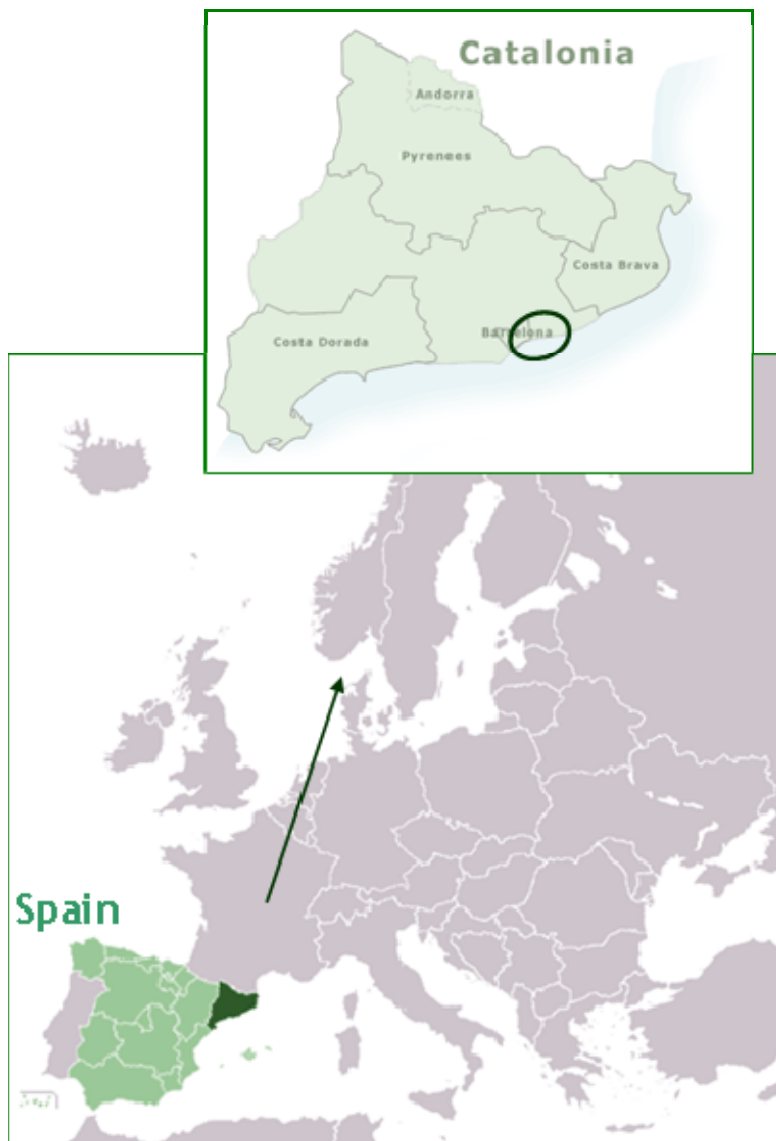 Catalonia
Andorra
Pyrenees
Costa Brava
Barcelona
Costa Dorada
Spain